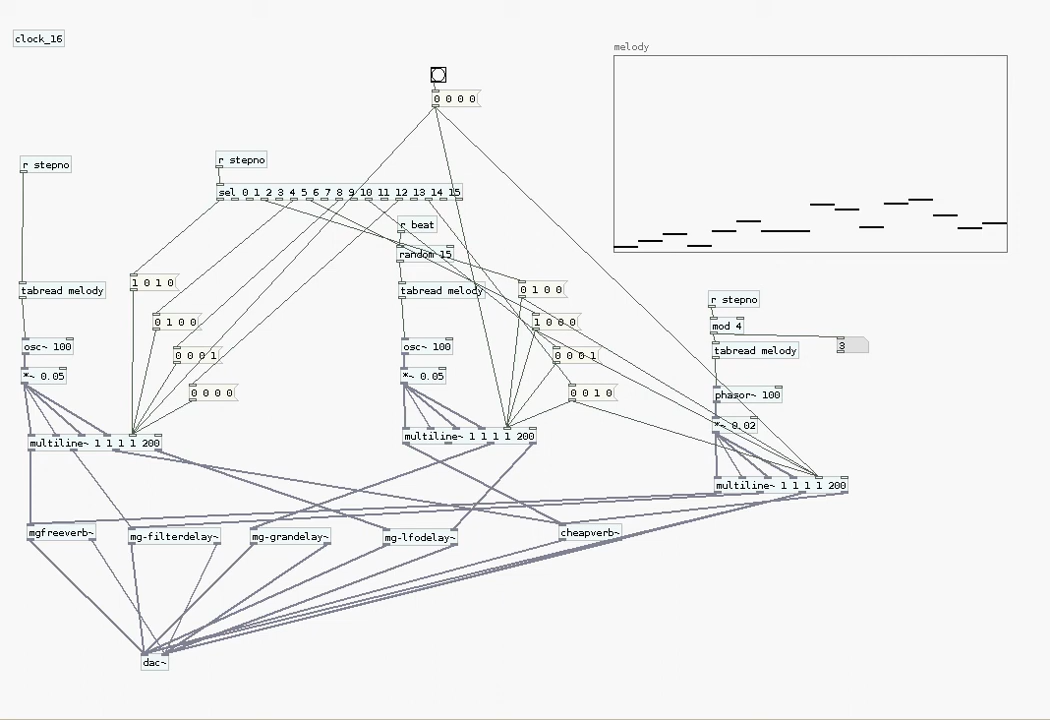 clock_16
melody
0 0 0 0
r stepno
r stepno
sel 0 1 2 3 4 5 6 7 8 9 10 11 12 13 14 15
r beat
random 15
1 0 1 0
tabread melody
tabread melody
0 1 0 0
r stepno
0 1 0 0
1 0 0 0
mod 4
osc~ 100
0 0 0 1
osc~ 100
0 0 0 1
tabread melody
3
*~ 0.05
*~ 0.05
0 0 0 0
0 0 1 0
phasor~ 100
*~ 0.02
multiline~ 1 1 1 1 200
multiline~ 1 1 1 1 200
multiline~ 1 1 1 1 200
mgfreeverb~
mg-filterdelay~
mg-grandelay~
mg-lfodelay~
cheapverb~
dac~